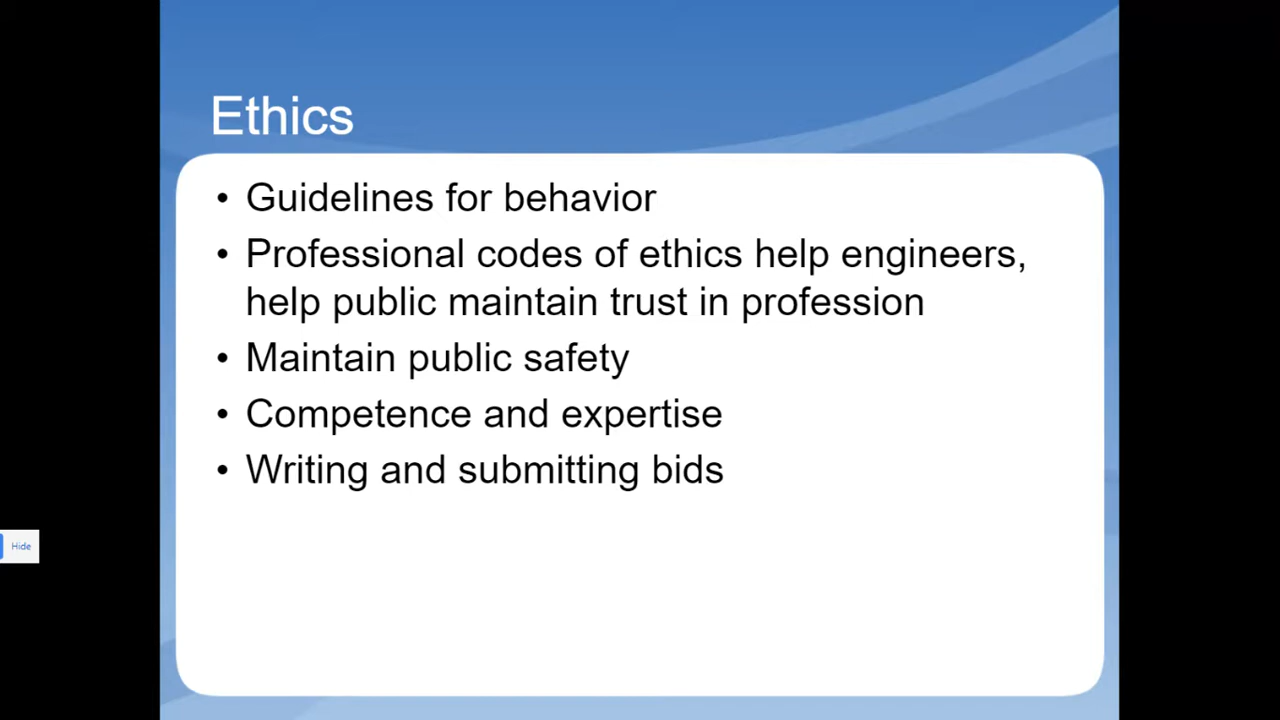 Ethics
• Guidelines for behavior
• Professional codes of ethics help engineers,
help public maintain trust in profession
• Maintain public safety
• Competence and expertise
• Writing and submitting bids
Hide